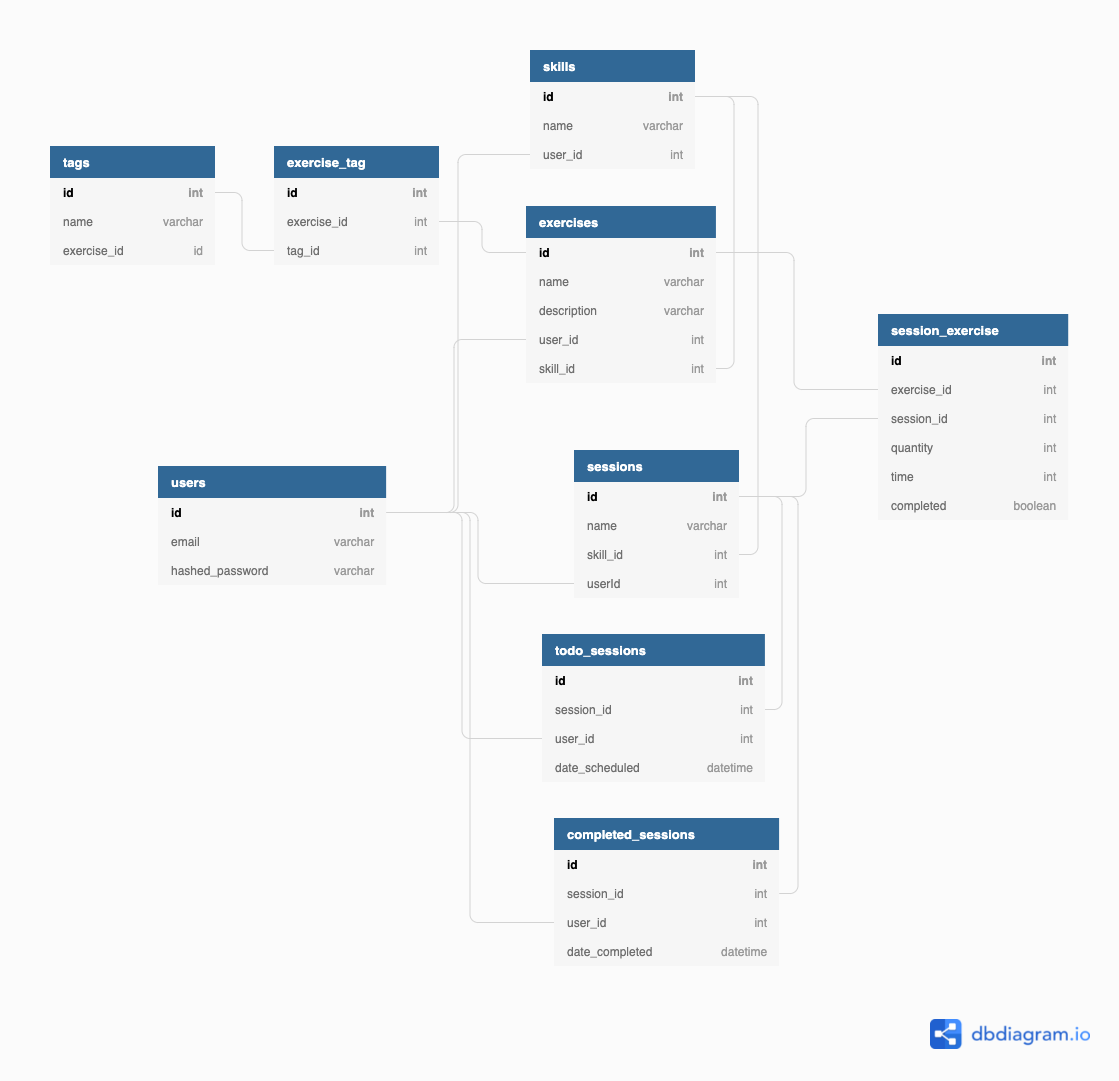 skills
id int
name varchar
user_id int
tags
id int
name varchar
exercise_id id
exercise_tag
id int
exercise_id int
tag_id int
exercises
id int
name varchar
description varchar
user_id int
skill_id int
session_exercise
id int
exercise_id int
session_id int
quantity int
time int
completed boolean
users
id int
email varchar
hashed_password varchar
sessions
id int
name varchar
skill_id int
userId int
todo_sessions
id int
session_id int
user_id int
date_scheduled datetime
completed_sessions
id int
session_id int
user_id int
date_completed datetime
dbdiagram.io